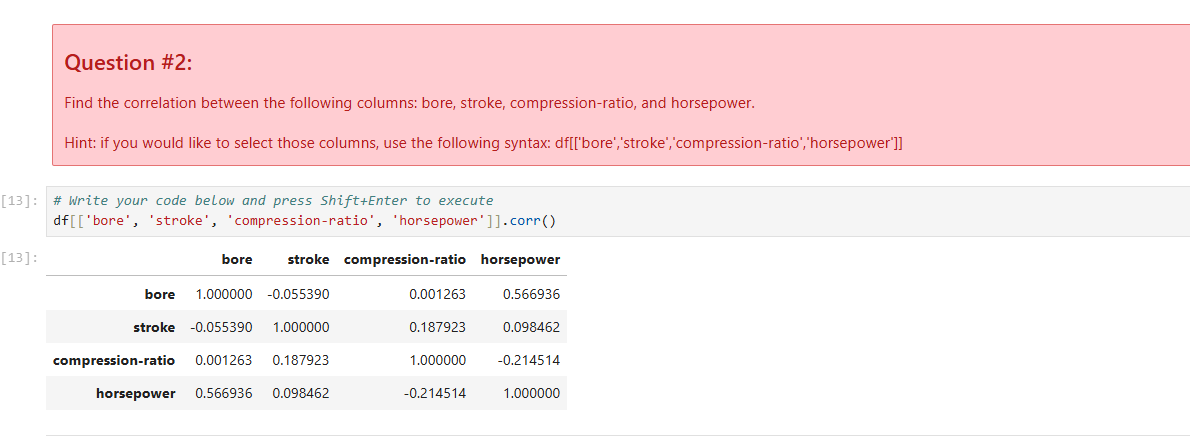 Question #2:
Find the correlation between the following columns: bore, stroke, compression-ratio, and horsepower.
Hint: if you would like to select those columns, use the following syntax: df[['bore','stroke','compression-ratio','horsepower']]
[13]: # Write your code below and press Shift+Enter to execute
df[['bore', 'stroke', 'compression-ratio', 'horsepower']].corr()
[13]: bore stroke compression-ratio horsepower
bore 1.000000 -0.055390 0.001263 0.566936
stroke -0.055390 1.000000 0.187923 0.098462
compression-ratio 0.001263 0.187923 1.000000 -0.214514
horsepower 0.566936 0.098462 -0.214514 1.000000